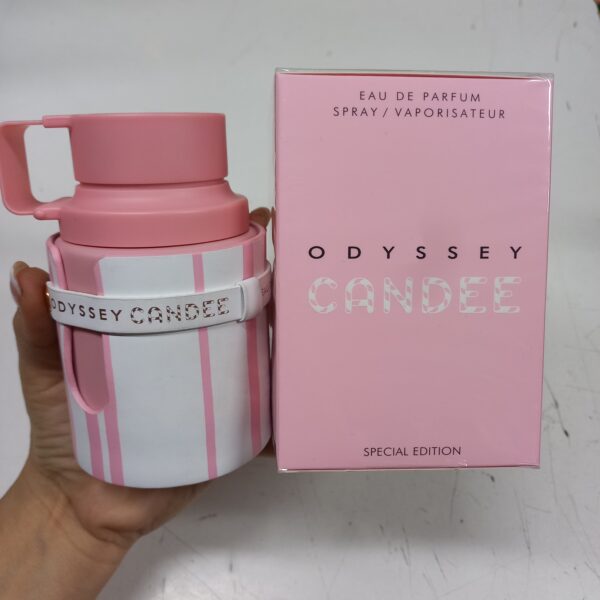 ODYSSEY CANDEE
EAU DE PARFUM
SPRAY / VAPORISATEUR
ODYSSEY
CANDEE
SPECIAL EDITION